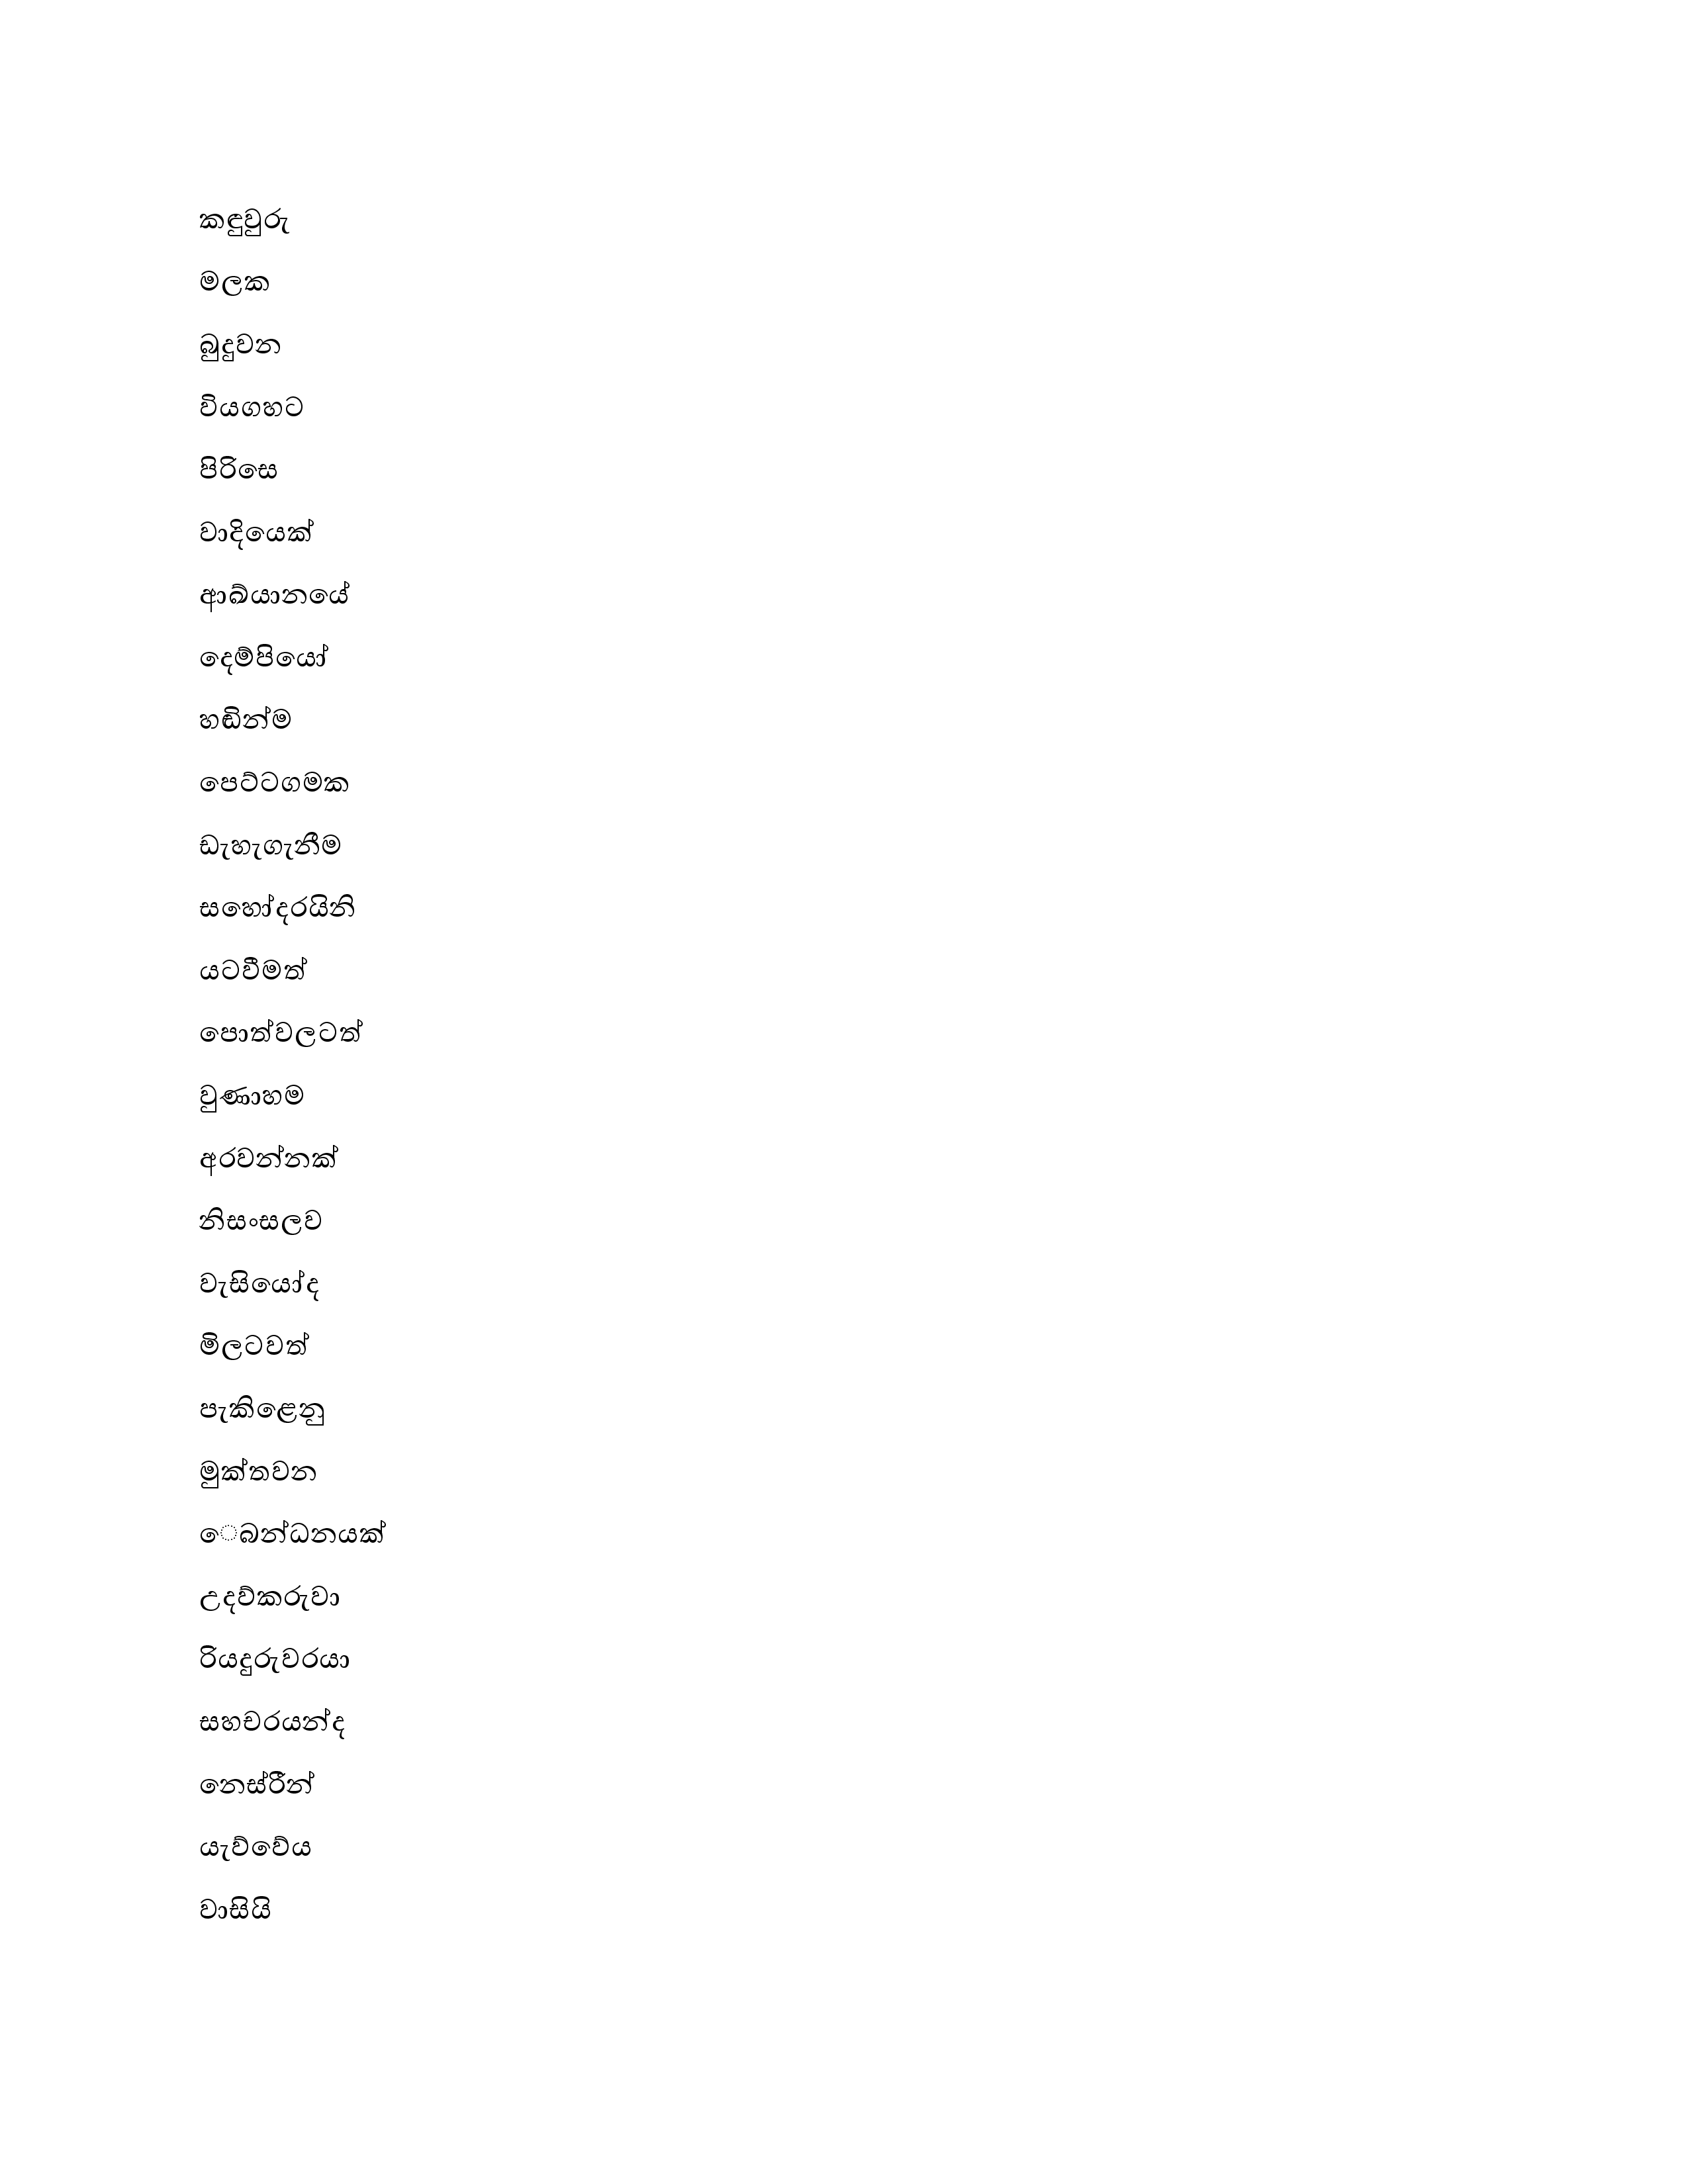 කඳුවුරු
මලක
බුදුවන
වියගහට
පිරිසෙ
වාදියෙක්
ආඛ්යානයේ
දෙම්පියෝ
හඬින්ම
පෙට්ටගමක
ඩැහැගැනීම
සහෝදරයිනි
යටවීමත්
පොත්වලටත්
වුණාහම
අරවන්නක්
නිසංසලව
වැසියෝද
මිලටවත්
පැකිළෙනු
මුක්තවන
ෙබන්ධනයක්
උදව්කරුවා
රියදුරුවරයා
සහචරයන්ද
නෙස්රීන්
යැව්වේය
වාසියි